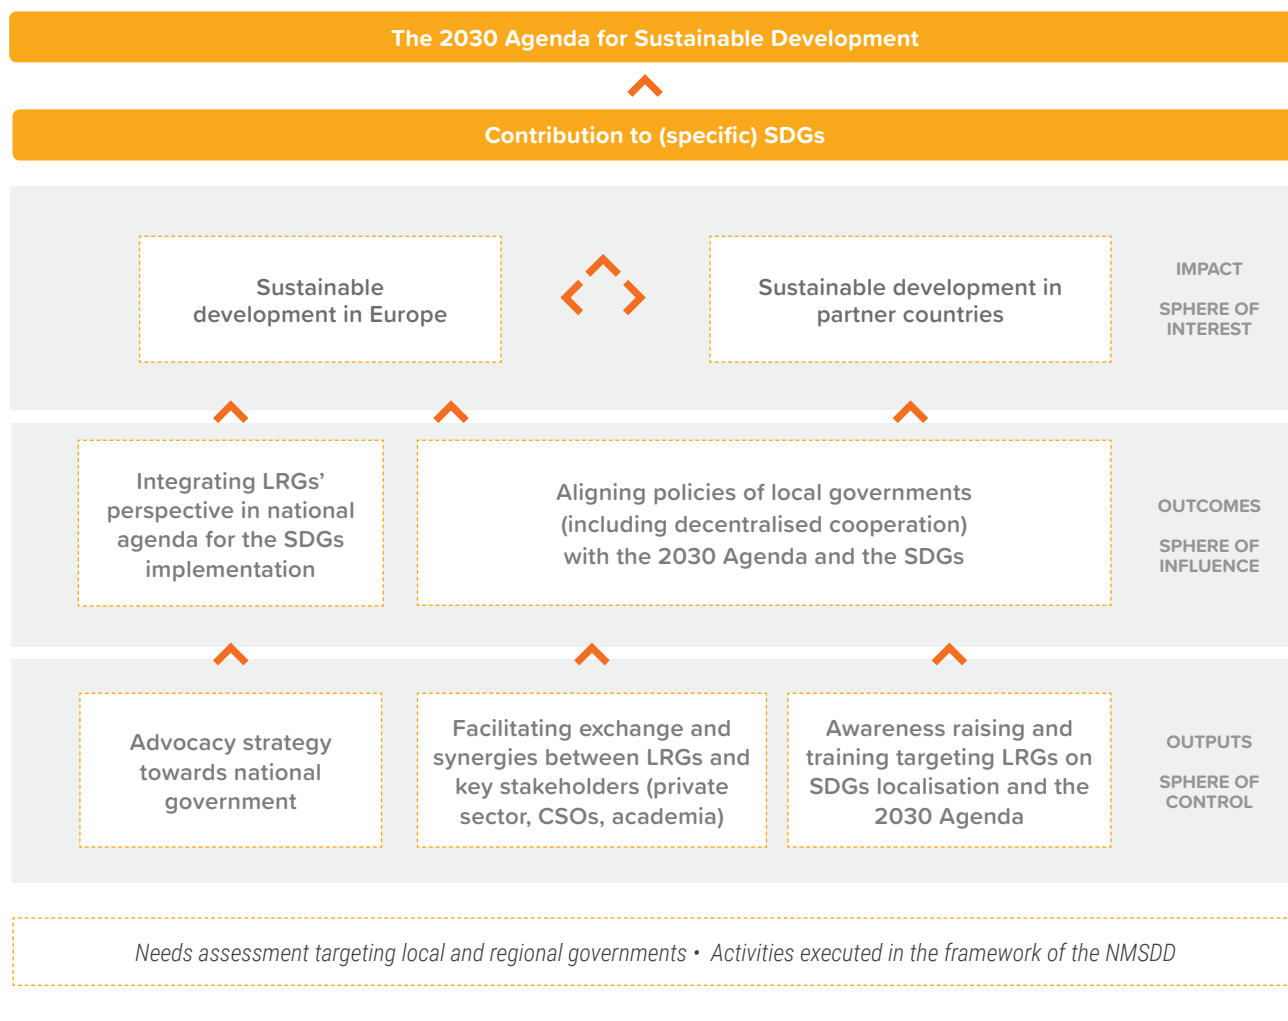 The 2030 Agenda for Sustainable Development
Contribution to (specific) SDGs
Sustainable
development in Europe
Sustainable development in
partner countries
IMPACT
SPHERE OF
INTEREST
Integrating LRGs’
perspective in national
agenda for the SDGs
implementation
Aligning policies of local governments
(including decentralised cooperation)
with the 2030 Agenda and the SDGs
OUTCOMES
SPHERE OF
INFLUENCE
Advocacy strategy
towards national
government
Facilitating exchange and
synergies between LRGs and
key stakeholders (private
sector, CSOs, academia)
Awareness raising and
training targeting LRGs on
SDGs localisation and the
2030 Agenda
OUTPUTS
SPHERE OF
CONTROL
Needs assessment targeting local and regional governments • Activities executed in the framework of the NMSDD